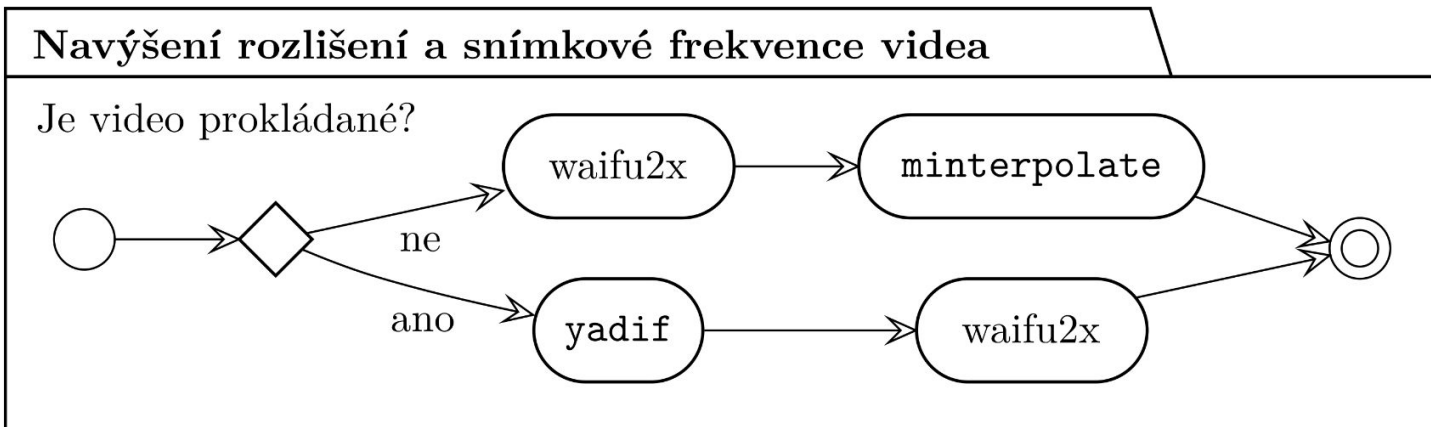 Navýšení rozlišení a snímkové frekvence videa
Je video prokládané?
waifu2x
minterpolate
ne
ano
yadif
waifu2x